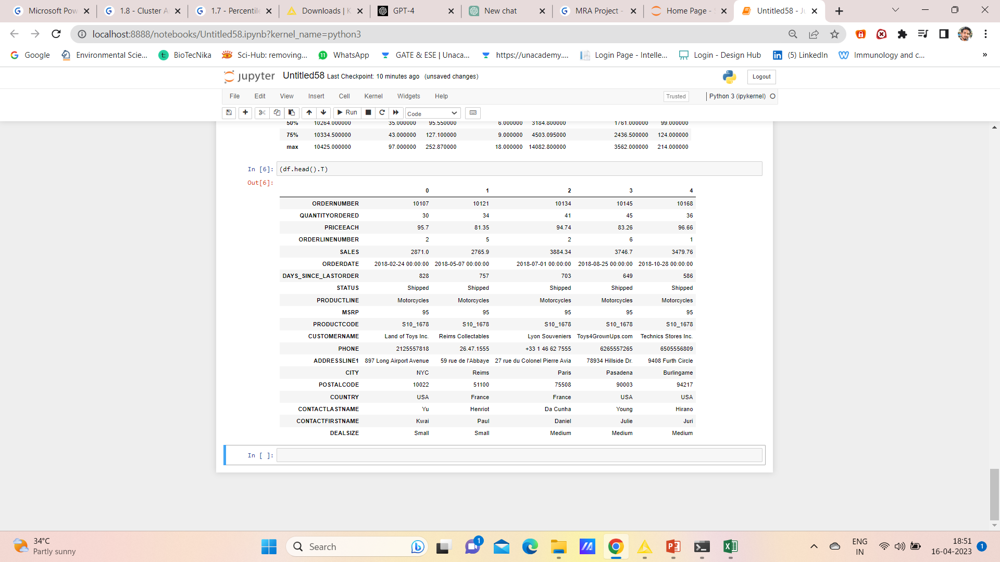 Microsoft Pow
1.8 - Cluster A
1.7 - Percentile
Downloads | K
GPT-4
New chat
MRA Project -
Home Page -
Untitled58 - Ju
localhost:8888/notebooks/Untitled58.ipynb?kernel_name=python3
Google Environmental Scie... BioTecNika Sci-Hub: removing... WhatsApp GATE & ESE | Unaca... https://unacademy.... Login Page - Intelle... Login - Design Hub (5) LinkedIn Immunology and c... »
jupyter Untitled58 Last Checkpoint: 10 minutes ago (unsaved changes) Logout
File Edit View Insert Cell Kernel Widgets Help Trusted Python 3 (ipykernel)
Run Code
50% 10264.000000 35.000000 95.550000 6.000000 3184.800000 1761.000000 99.000000
75% 10334.500000 43.000000 127.100000 9.000000 4503.095000 2436.500000 124.000000
max 10425.000000 97.000000 252.870000 18.000000 14082.800000 3562.000000 214.000000
In [6]: (df.head().T)
Out[6]:
0 1 2 3 4
ORDERNUMBER 10107 10121 10134 10145 10168
QUANTITYORDERED 30 34 41 45 36
PRICEEACH 95.7 81.35 94.74 83.26 96.66
ORDERLINENUMBER 2 5 2 6 1
SALES 2871.0 2765.9 3884.34 3746.7 3479.76
ORDERDATE 2018-02-24 00:00:00 2018-05-07 00:00:00 2018-07-01 00:00:00 2018-08-25 00:00:00 2018-10-28 00:00:00
DAYS_SINCE_LASTORDER 828 757 703 649 586
STATUS Shipped Shipped Shipped Shipped Shipped
PRODUCTLINE Motorcycles Motorcycles Motorcycles Motorcycles Motorcycles
MSRP 95 95 95 95 95
PRODUCTCODE S10_1678 S10_1678 S10_1678 S10_1678 S10_1678
CUSTOMERNAME Land of Toys Inc. Reims Collectables Lyon Souveniers Toys4GrownUps.com Technics Stores Inc.
PHONE 2125557818 26.47.1555 +33 1 46 62 7555 6265557265 6505556809
ADDRESSLINE1 897 Long Airport Avenue 59 rue de l'Abbaye 27 rue du Colonel Pierre Avia 78934 Hillside Dr. 9408 Furth Circle
CITY NYC Reims Paris Pasadena Burlingame
POSTALCODE 10022 51100 75508 90003 94217
COUNTRY USA France France USA USA
CONTACTLASTNAME Yu Henriot Da Cunha Young Hirano
CONTACTFIRSTNAME Kwai Paul Daniel Julie Juri
DEALSIZE Small Small Medium Medium Medium
In [ ]:
34°C
Partly sunny
Search
1
ENG
IN
18:51
16-04-2023
1